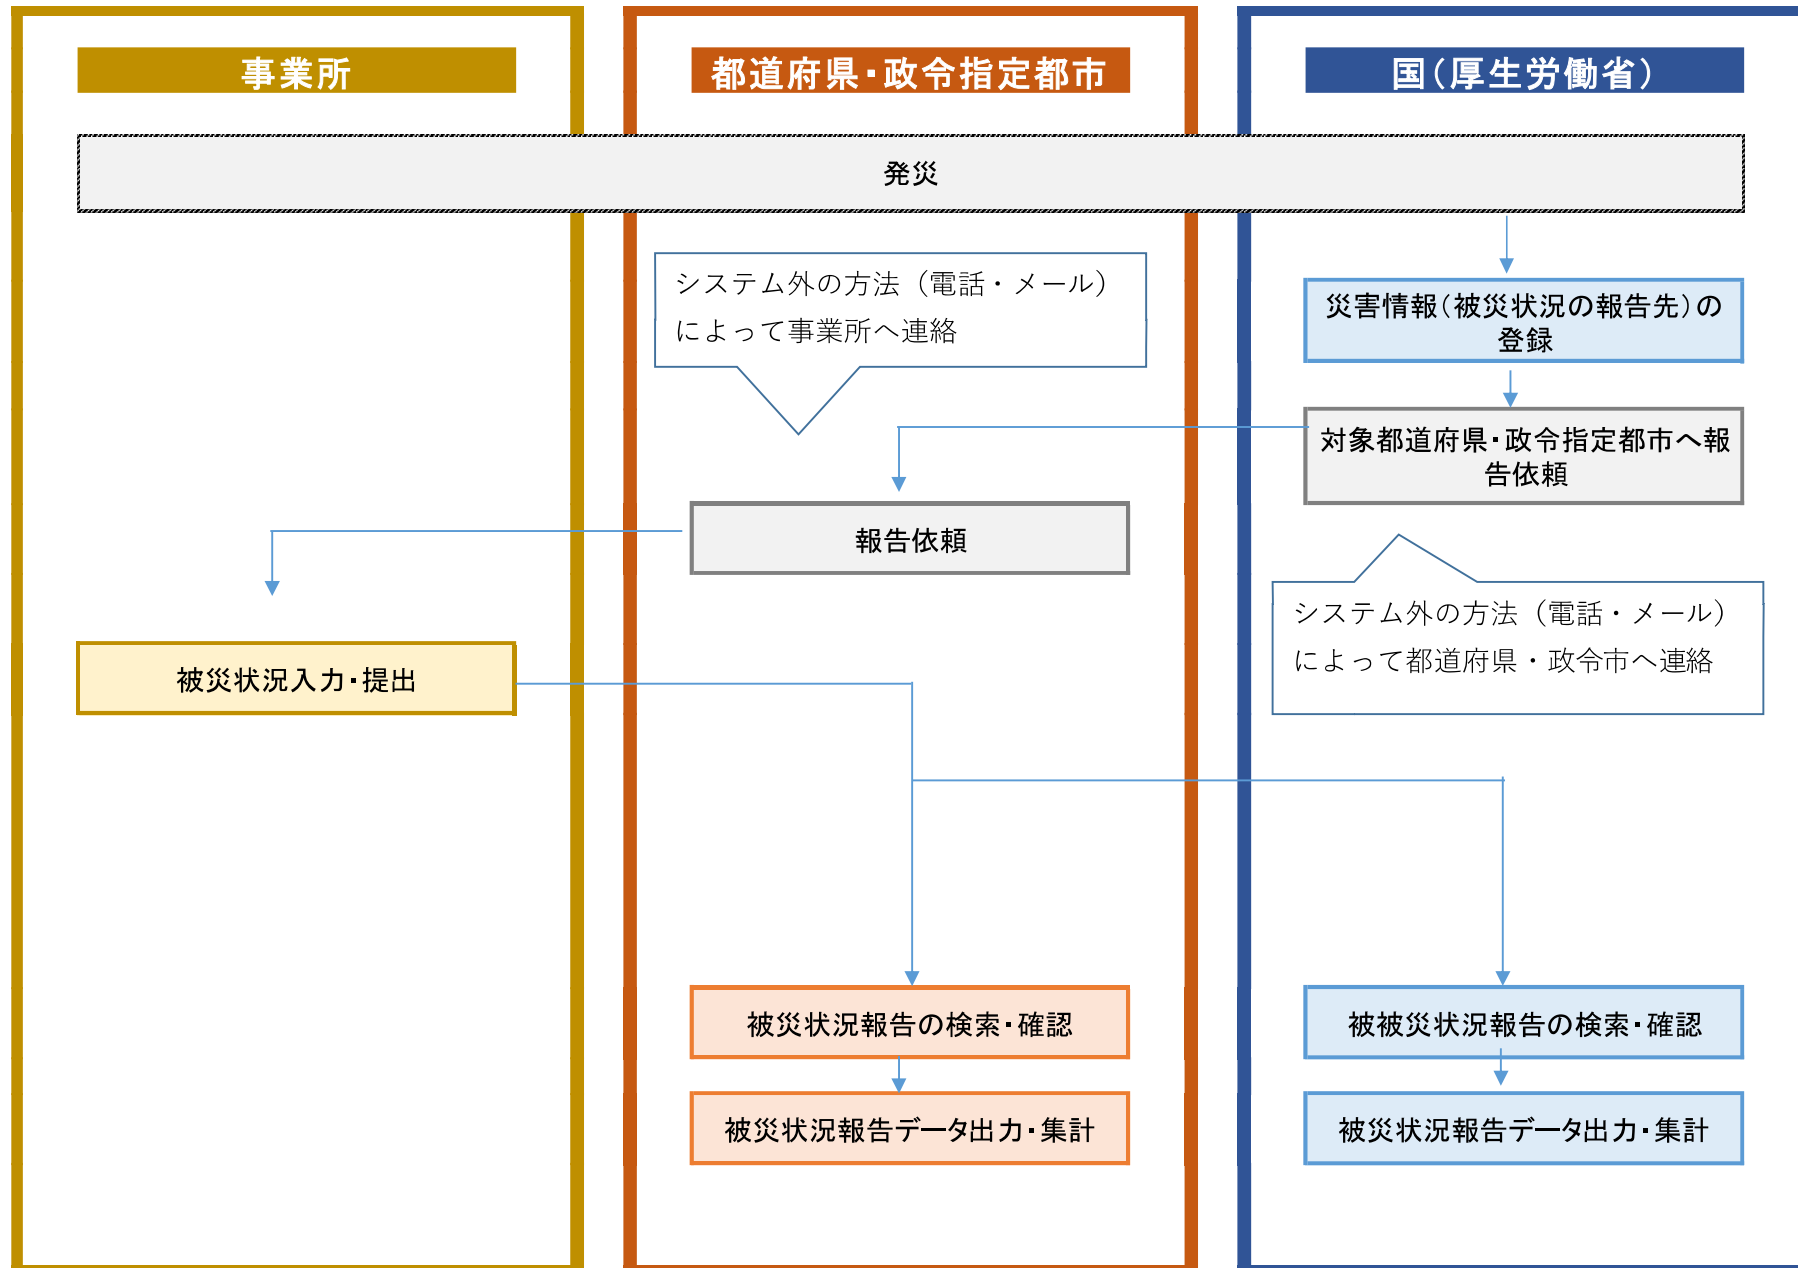 事業所
都道府県・政令指定都市
国(厚生労働省)
発災
システム外の方法（電話・メール）
によって事業所へ連絡
災害情報(被災状況の報告先)の
登録
対象都道府県・政令指定都市へ報
告依頼
報告依頼
システム外の方法（電話・メール）
によって都道府県・政令市へ連絡
被災状況入力・提出
被災状況報告の検索・確認
被被災状況報告の検索・確認
被災状況報告データ出力・集計
被災状況報告データ出力・集計